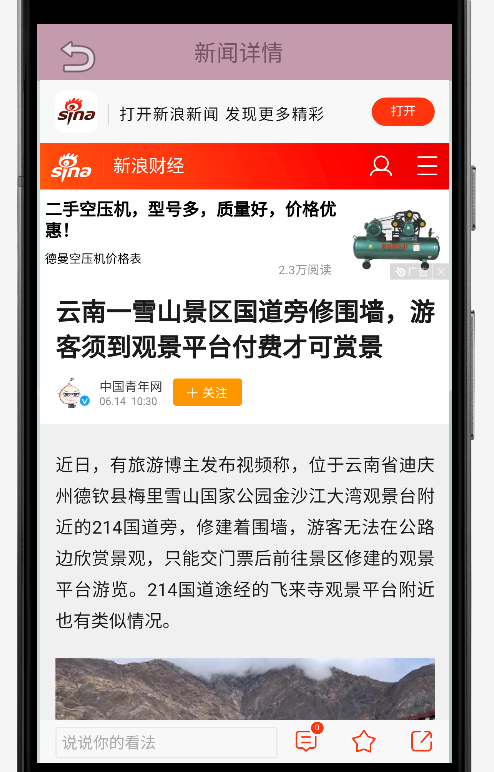 新闻详情
sina
打开新浪新闻 发现更多精彩
打开
sina
新浪财经
二手空压机，型号多，质量好，价格优
惠！
德曼空压机价格表
2.3万阅读
广告
云南一雪山景区国道旁修围墙，游
客须到观景平台付费才可赏景
中国青年网
06.14 10:30
+ 关注
近日，有旅游博主发布视频称，位于云南省迪庆
州德钦县梅里雪山国家公园金沙江大湾观景台附
近的214国道旁，修建着围墙，游客无法在公路
边欣赏景观，只能交门票后前往景区修建的观景
平台游览。214国道途经的飞来寺观景平台附近
也有类似情况。
说说你的看法
0